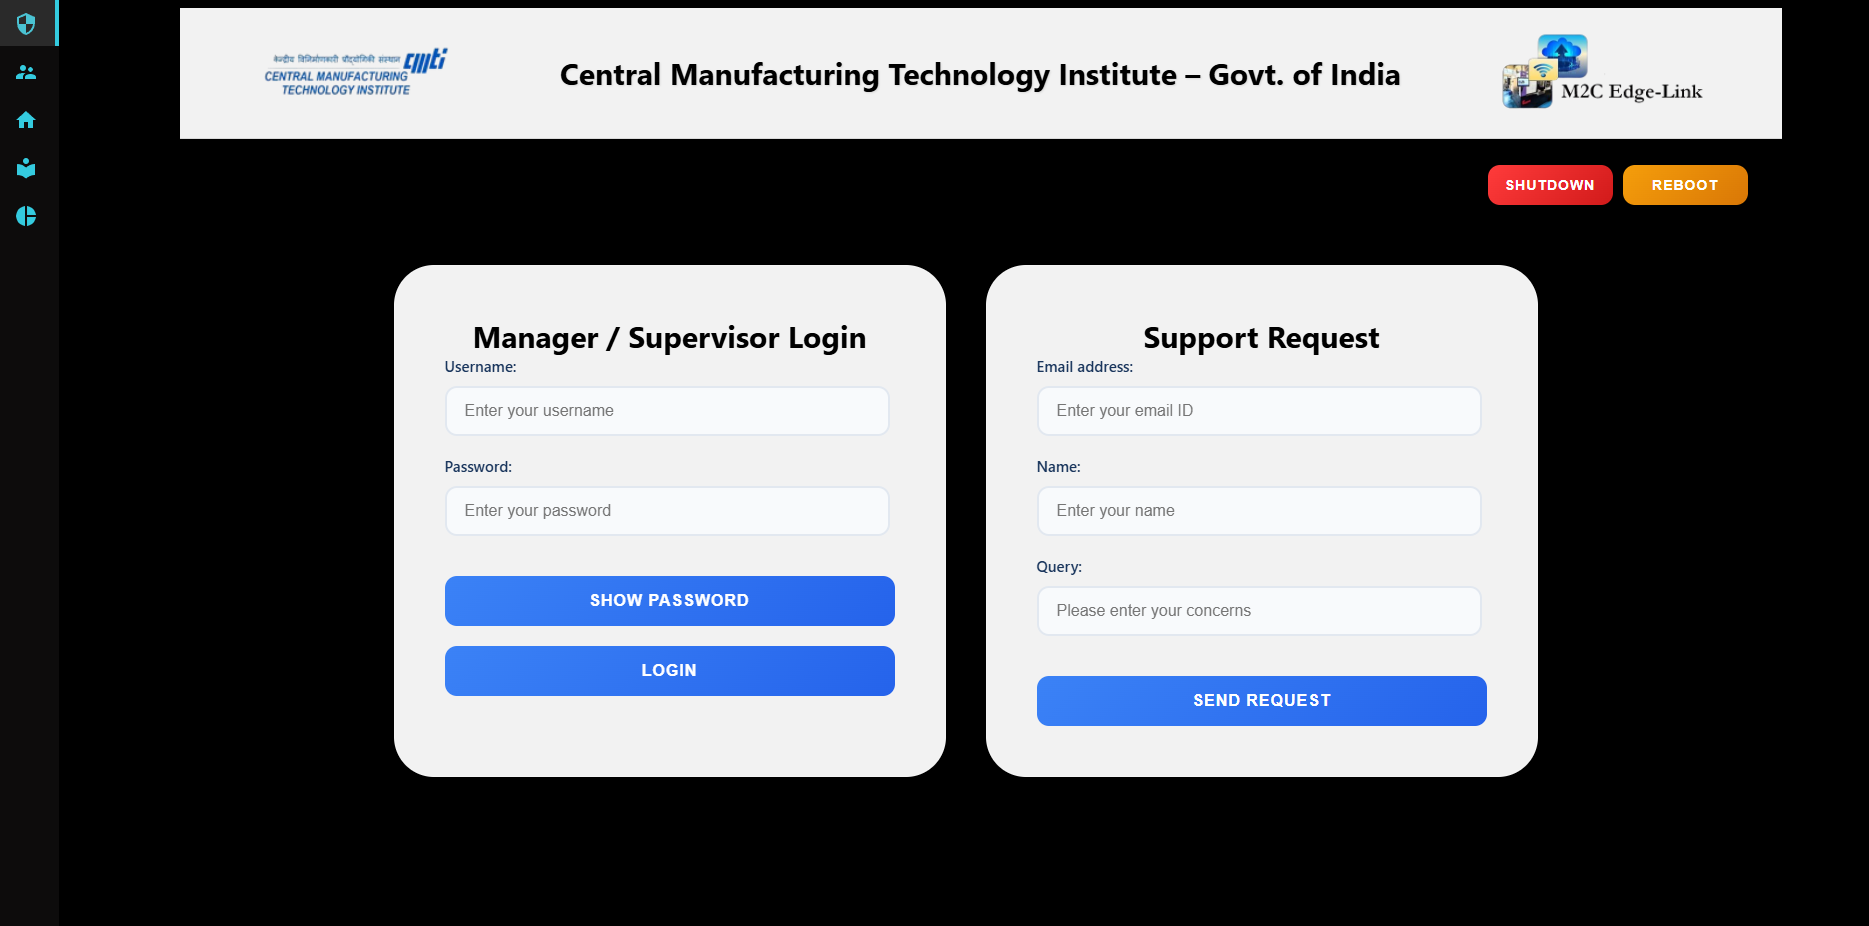 केन्द्रीय विनिर्माणकारी प्रौद्योगिकी संस्थान cmti
CENTRAL MANUFACTURING
TECHNOLOGY INSTITUTE
Central Manufacturing Technology Institute – Govt. of India
M2C Edge-Link
SHUTDOWN
REBOOT
Manager / Supervisor Login
Username:
Enter your username
Password:
Enter your password
SHOW PASSWORD
LOGIN
Support Request
Email address:
Enter your email ID
Name:
Enter your name
Query:
Please enter your concerns
SEND REQUEST